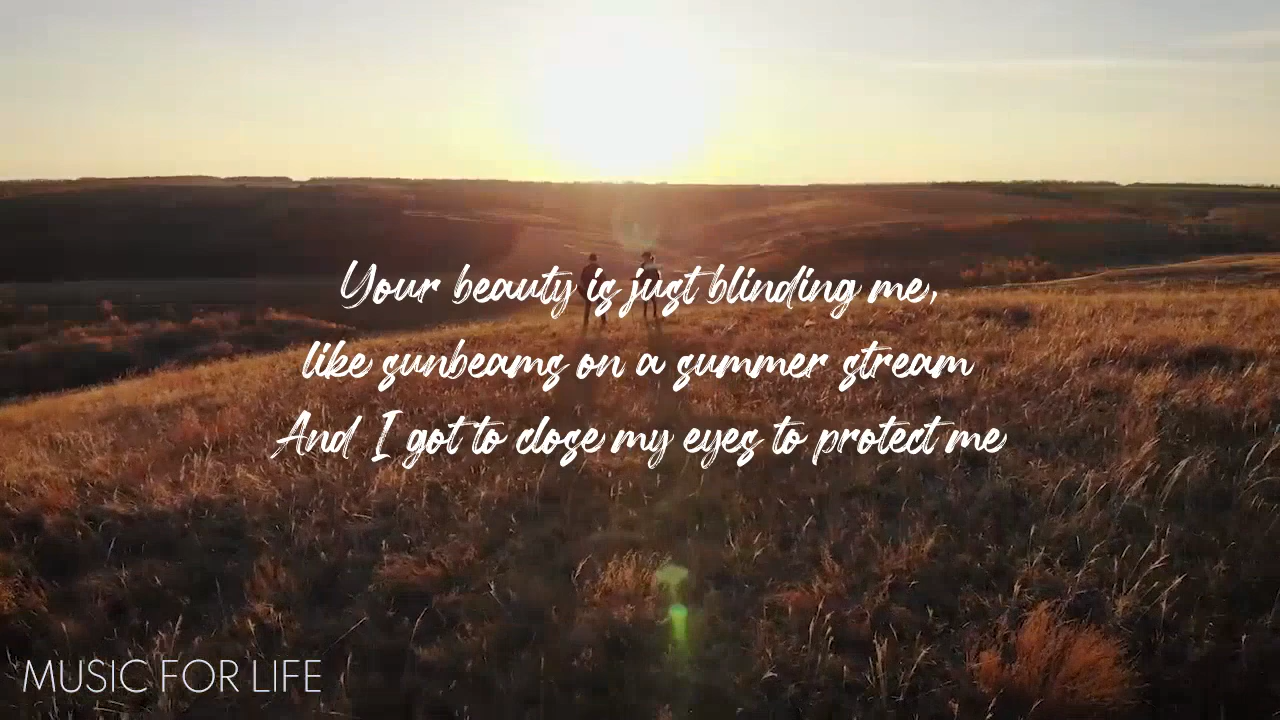 Your beauty is just blinding me,
like sunbeams on a summer stream
And I got to close my eyes to protect me
MUSIC FOR LIFE